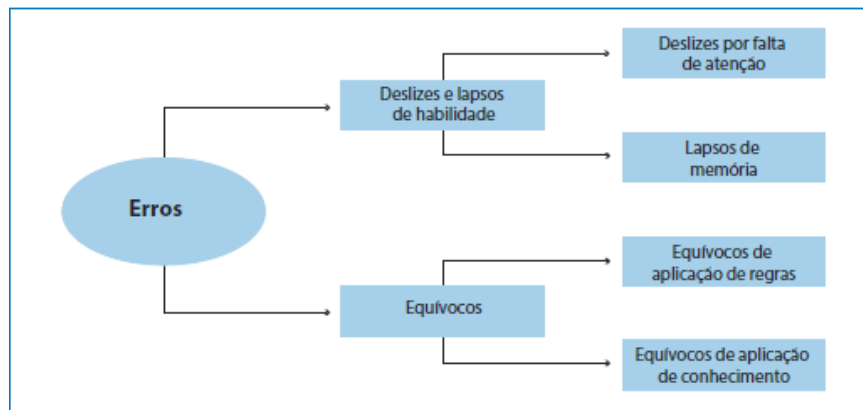 Erros
Deslizes e lapsos
de habilidade
Deslizes por falta
de atenção
Lapsos de
memória
Equívocos
Equívocos de
aplicação de regras
Equívocos de aplicação
de conhecimento